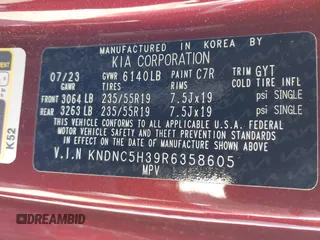 MANUFACTURED IN KOREA BY
KIA CORPORATION
07/23 GVWR 6140LB PAINT C7R TRIM GYT
GAWR TIRES RIMS COLD TIRE INFL
FRONT 3064 LB 235/55R19 7.5Jx19 psi SINGLE
REAR 3263 LB 235/55R19 7.5Jx19 psi SINGLE
THIS VEHICLE CONFORMS TO ALL APPLICABLE U.S.A. FEDERAL
MOTOR VEHICLE SAFETY STANDARDS IN EFFECT ON THE DATE
OF MANUFACTURE SHOWN ABOVE.
V.I.N KNDNC5H39R6358605
MPV
K52
DREAMBID